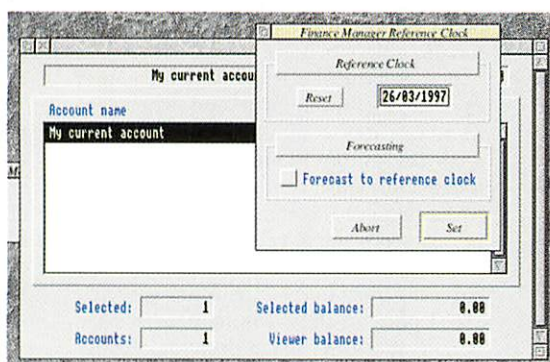 Finance Manager Reference Clock
My current accou
Reference Clock
Reset 26/03/1997
Account name
My current account
Forecasting
Forecast to reference clock
Abort Set
Selected: 1 Selected balance: 0.00
Accounts: 1 Viewer balance: 0.00